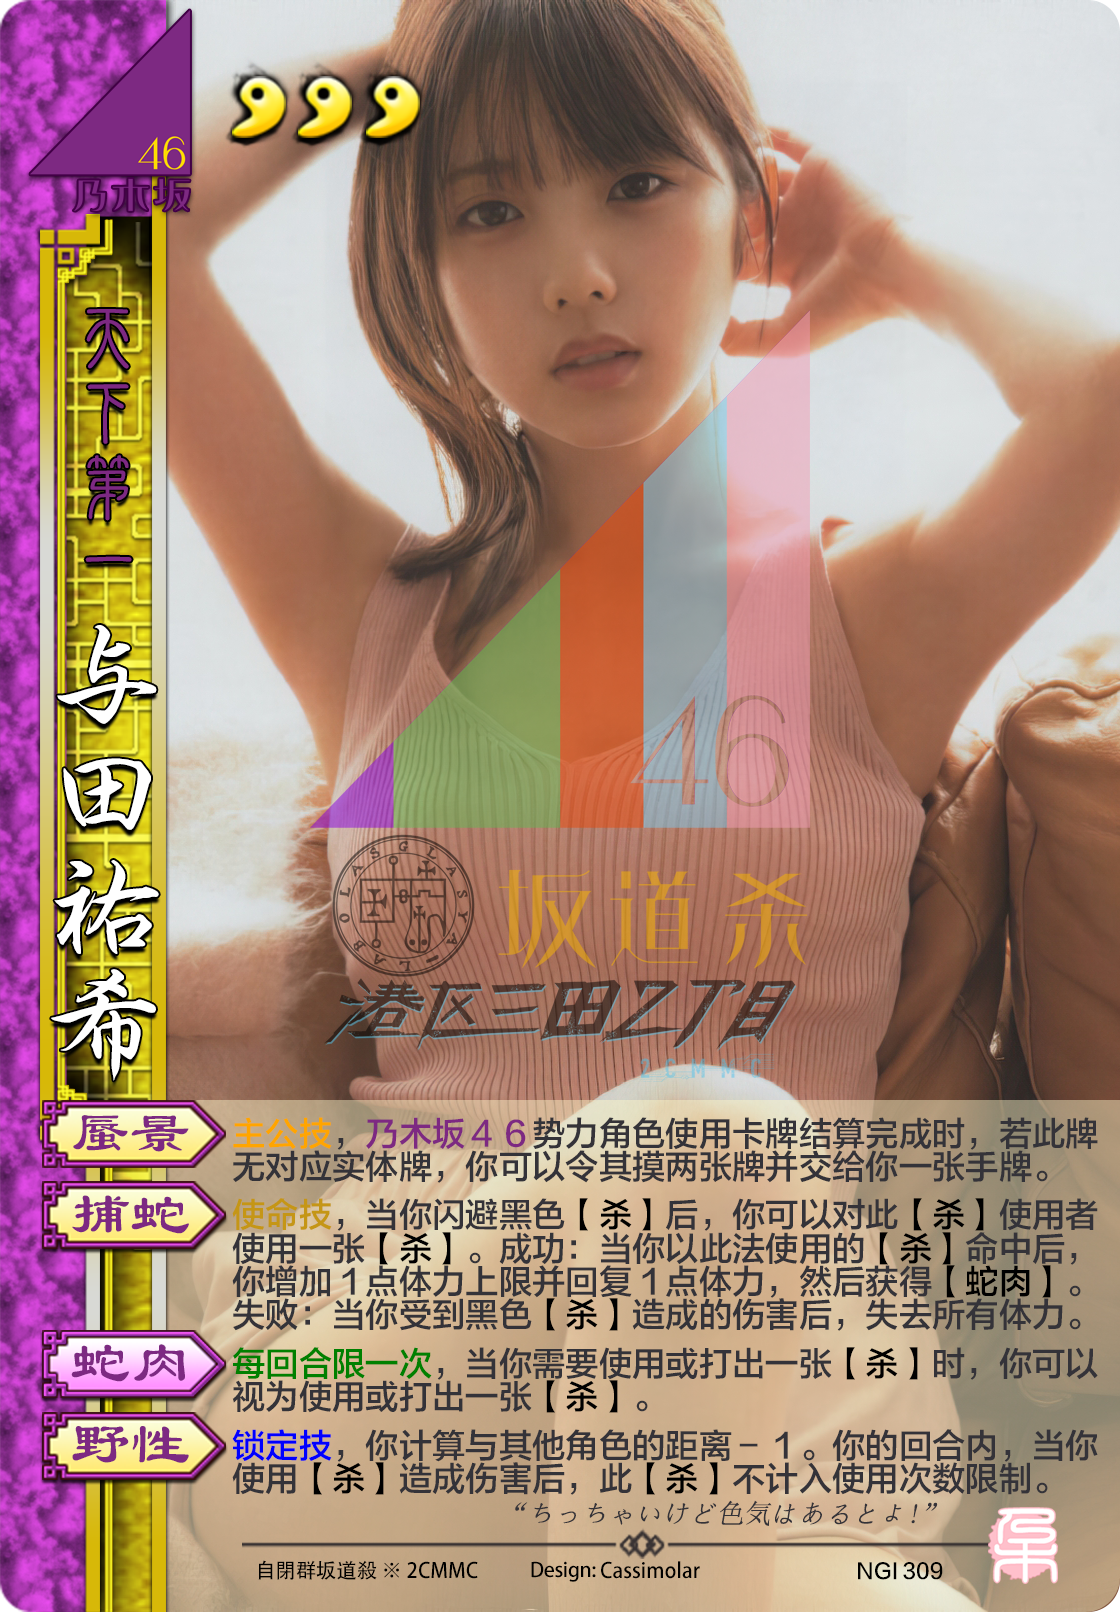 46
乃木坂
天下第一
与田祐希
46
GLASYALABOLAS
坂道杀
港区三田2丁目
2CMMC
蜃景
主公技，乃木坂４６势力角色使用卡牌结算完成时，若此牌
无对应实体牌，你可以令其摸两张牌并交给你一张手牌。
捕蛇
使命技，当你闪避黑色【杀】后，你可以对此【杀】使用者
使用一张【杀】。成功：当你以此法使用的【杀】命中后，
你增加１点体力上限并回复１点体力，然后获得【蛇肉】。
失败：当你受到黑色【杀】造成的伤害后，失去所有体力。
蛇肉
每回合限一次，当你需要使用或打出一张【杀】时，你可以
视为使用或打出一张【杀】。
野性
锁定技，你计算与其他角色的距离－１。你的回合内，当你
使用【杀】造成伤害后，此【杀】不计入使用次数限制。
“ちっちゃいけど色気はあるとよ!”
自閉群坂道殺 ※ 2CMMC Design: Cassimolar NGI 309